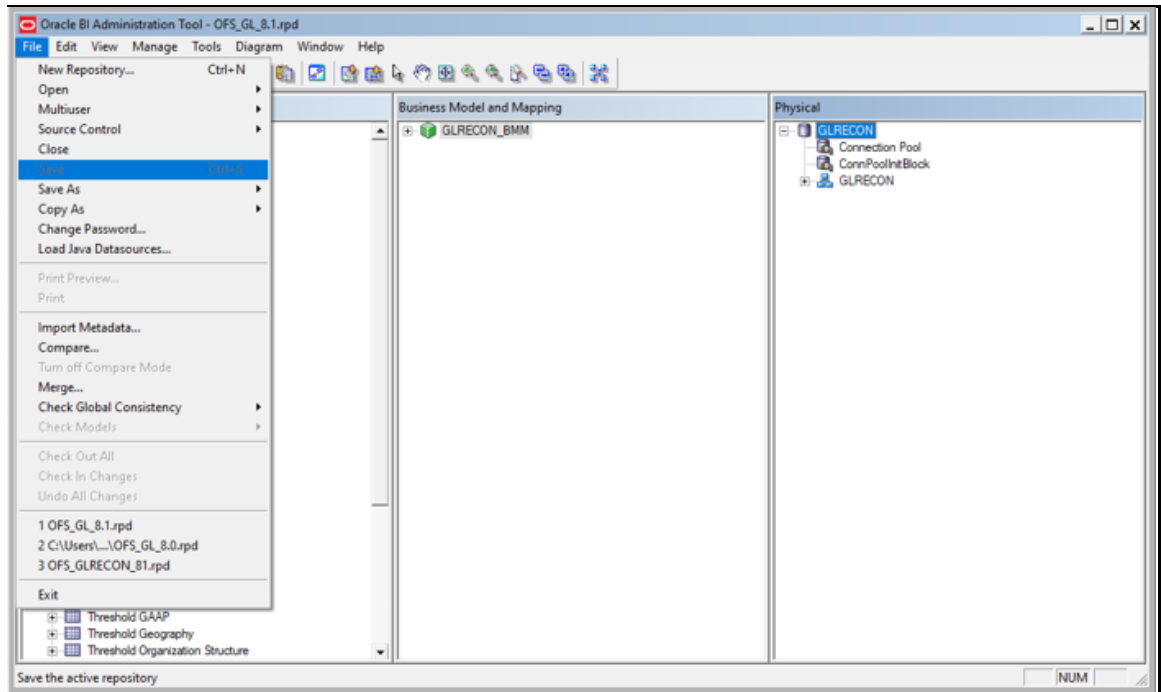 Oracle BI Administration Tool - OFS_GL_8.1.rpd
File Edit View Manage Tools Diagram Window Help
New Repository... Ctrl+N
Open
Multiuser
Source Control
Close
Save Ctrl+S
Save As
Copy As
Change Password...
Load Java Datasources...
Print Preview...
Print
Import Metadata...
Compare...
Turn off Compare Mode
Merge...
Check Global Consistency
Check Models
Check Out All
Check In Changes
Undo All Changes
1 OFS_GL_8.1.rpd
2 C:\Users\...\OFS_GL_8.0.rpd
3 OFS_GLRECON_81.rpd
Exit
Threshold GAAP
Threshold Geography
Threshold Organization Structure
Business Model and Mapping
GLRECON_BMM
Physical
GLRECON
Connection Pool
ConnPoolInitBlock
GLRECON
Save the active repository
NUM